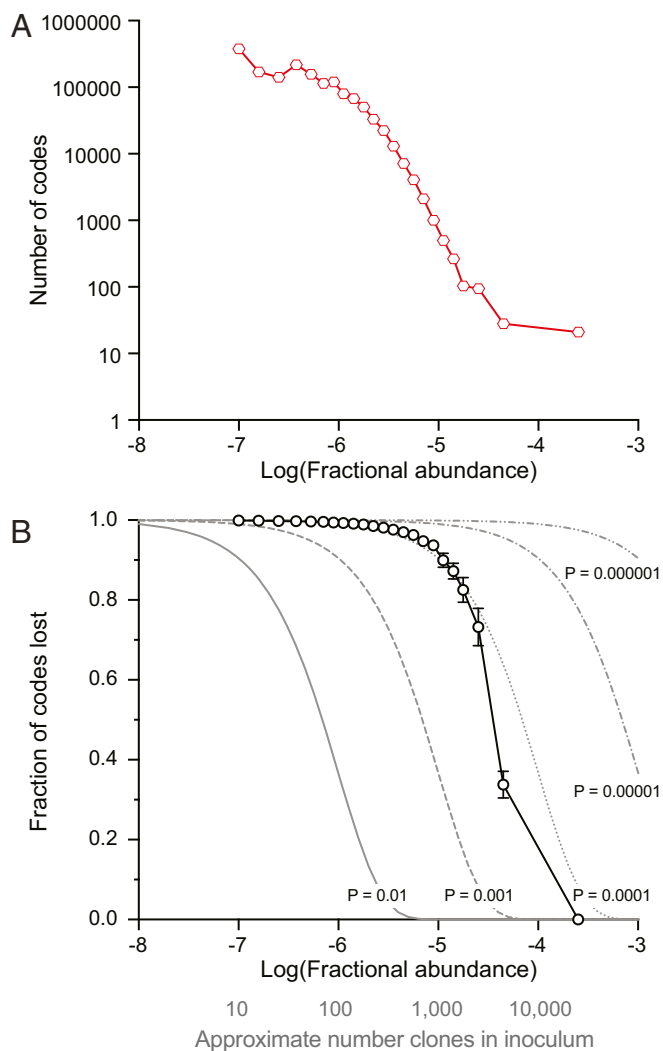 A
Number of codes
1000000
100000
10000
1000
100
10
1
-8 -7 -6 -5 -4 -3
Log(Fractional abundance)
B
Fraction of codes lost
1.0
0.8
0.6
0.4
0.2
0.0
P = 0.000001
P = 0.00001
P = 0.01 P = 0.001 P = 0.0001
-8 -7 -6 -5 -4 -3
Log(Fractional abundance)
10 100 1,000 10,000
Approximate number clones in inoculum